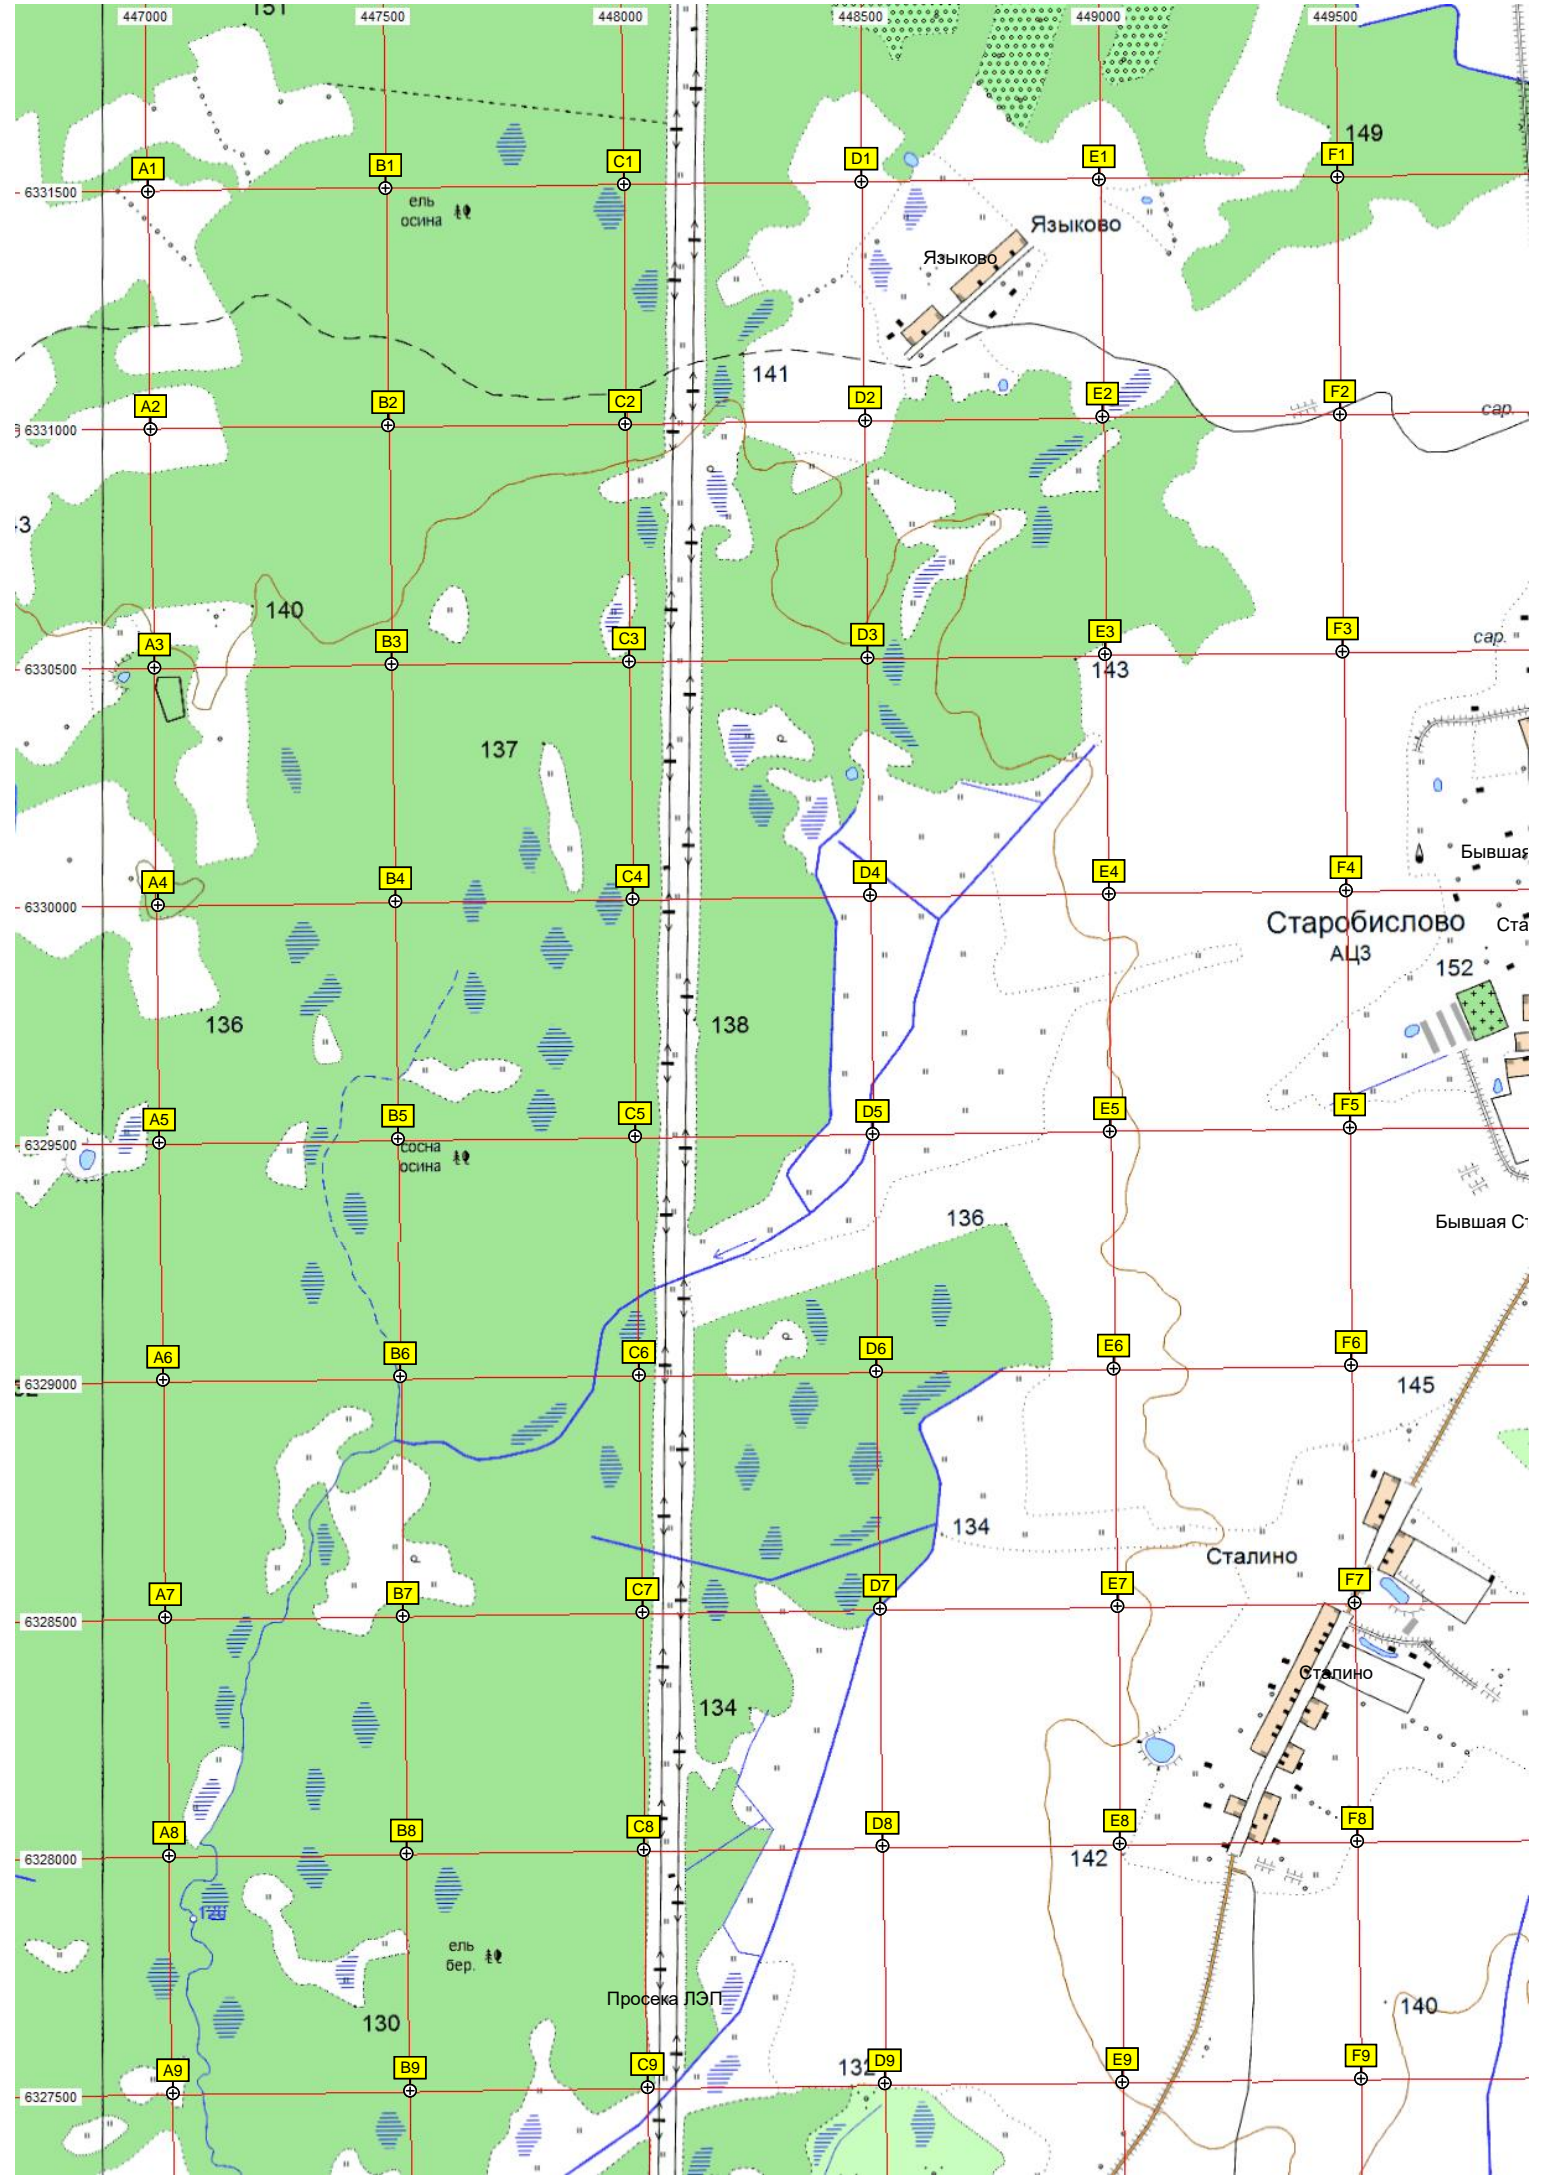 151
447000
447500
448000
448500
449000
449500
149
A1
B1
C1
D1
E1
F1
6331500
ель
осина
Языково
Языково
141
A2
B2
C2
D2
E2
F2
сар.
6331000
140
A3
B3
C3
D3
E3
F3
сар.
6330500
143
137
Бывшая
A4
B4
C4
D4
E4
F4
6330000
Старобислово
АЦЗ
Ста
152
136
138
A5
B5
C5
D5
E5
F5
6329500
сосна
осина
136
Бывшая Ст
A6
B6
C6
D6
E6
F6
6329000
145
134
Сталино
A7
B7
C7
D7
E7
F7
6328500
Сталино
134
A8
B8
C8
D8
E8
F8
6328000
142
ель
бер.
Просека ЛЭП
130
140
132
A9
B9
C9
D9
E9
F9
6327500